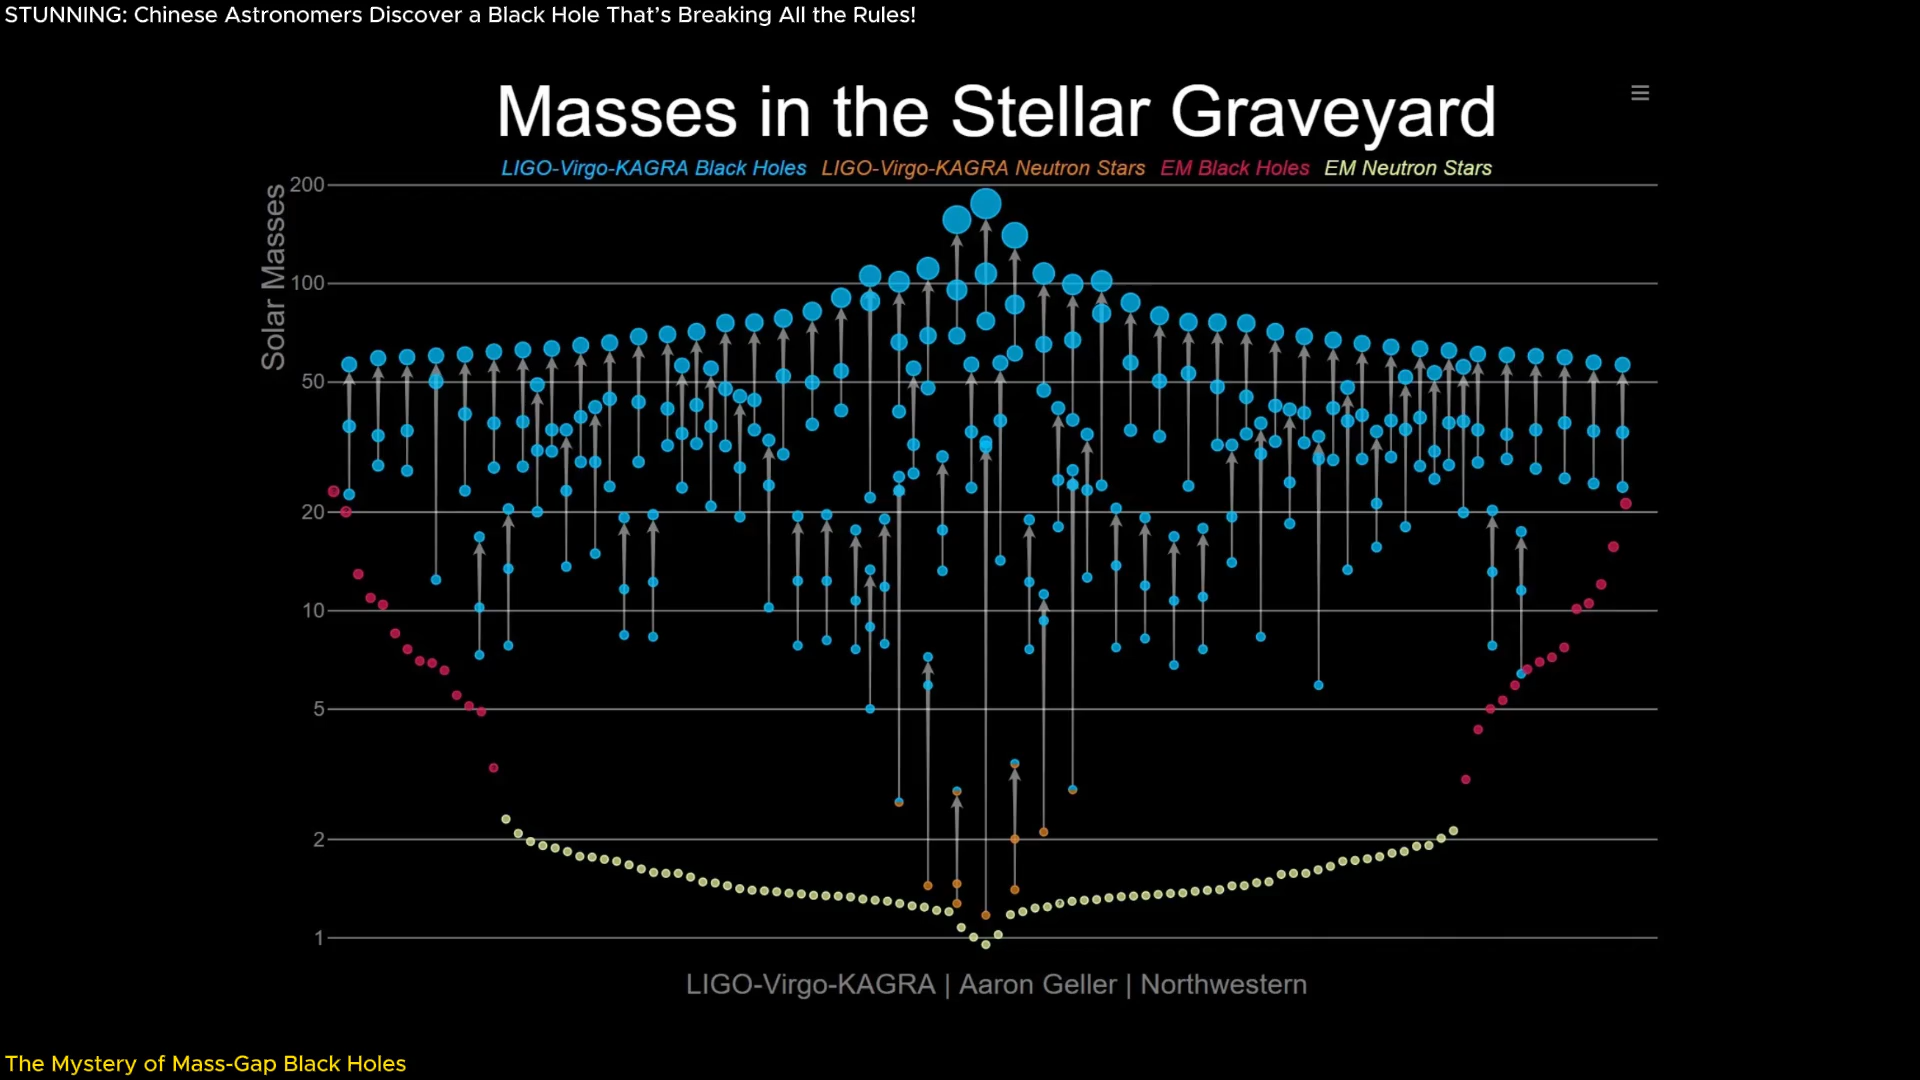 STUNNING: Chinese Astronomers Discover a Black Hole That’s Breaking All the Rules!
Masses in the Stellar Graveyard
LIGO-Virgo-KAGRA Black Holes LIGO-Virgo-KAGRA Neutron Stars EM Black Holes EM Neutron Stars
Solar Masses
200
100
50
20
10
5
2
1
LIGO-Virgo-KAGRA | Aaron Geller | Northwestern
The Mystery of Mass-Gap Black Holes